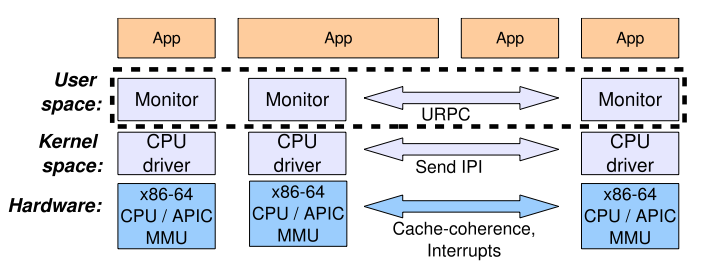 App App App App
User
space:
Monitor Monitor Monitor
URPC
Kernel
space:
CPU
driver
CPU
driver
CPU
driver
Send IPI
Hardware:
x86-64
CPU / APIC
MMU
x86-64
CPU / APIC
MMU
x86-64
CPU / APIC
MMU
Cache-coherence,
Interrupts